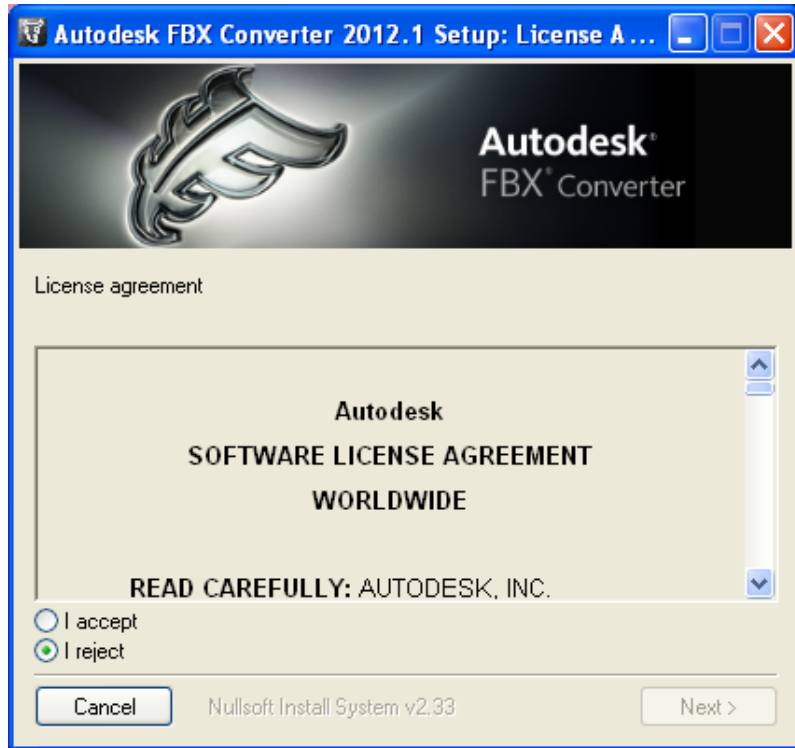 Autodesk FBX Converter 2012.1 Setup: License A...
Autodesk®
FBX® Converter
License agreement
Autodesk
SOFTWARE LICENSE AGREEMENT
WORLDWIDE
READ CAREFULLY: AUTODESK, INC.
I accept
I reject
Cancel
Nullsoft Install System v2.33
Next >